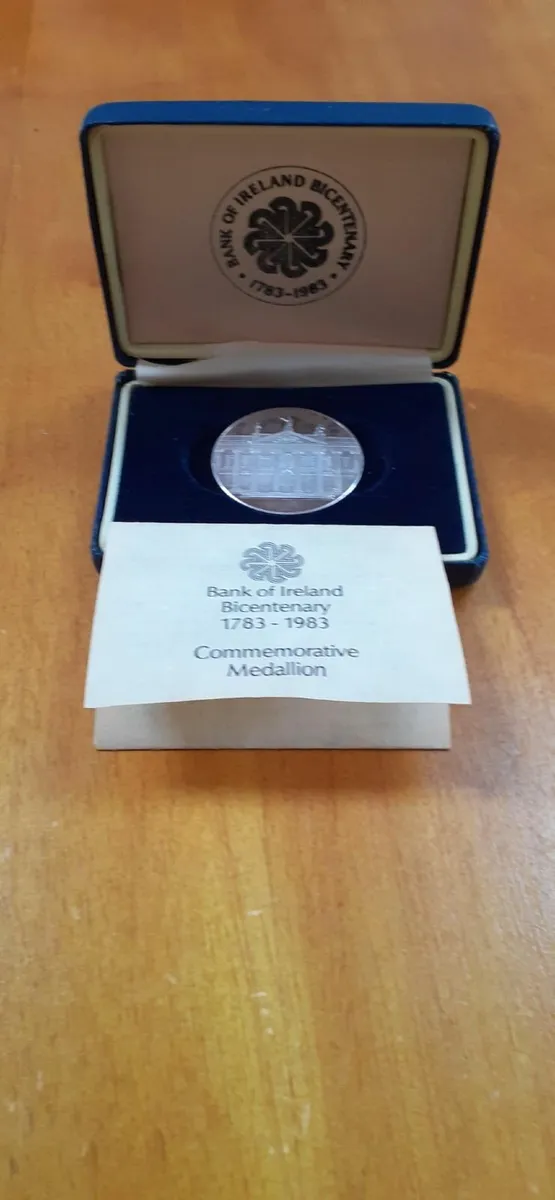 BANK OF IRELAND BICENTENARY
• 1783-1983 •
Bank of Ireland
Bicentenary
1783 - 1983
Commemorative
Medallion